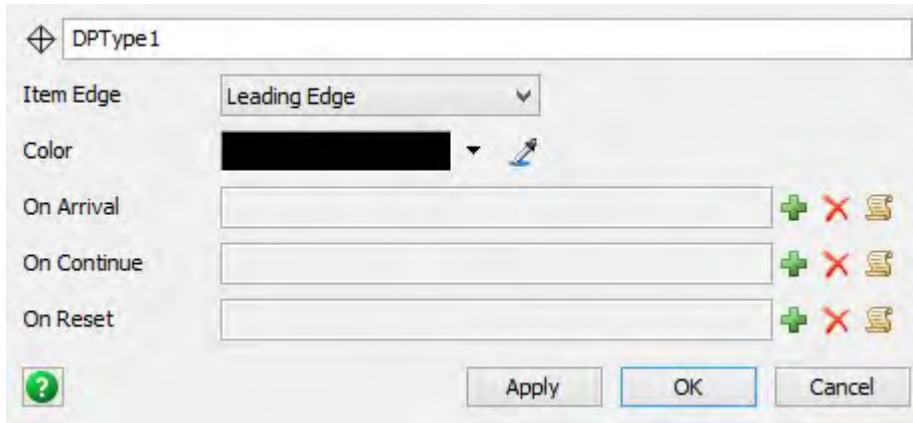 DPType1
Item Edge Leading Edge
Color
On Arrival
On Continue
On Reset
? Apply OK Cancel